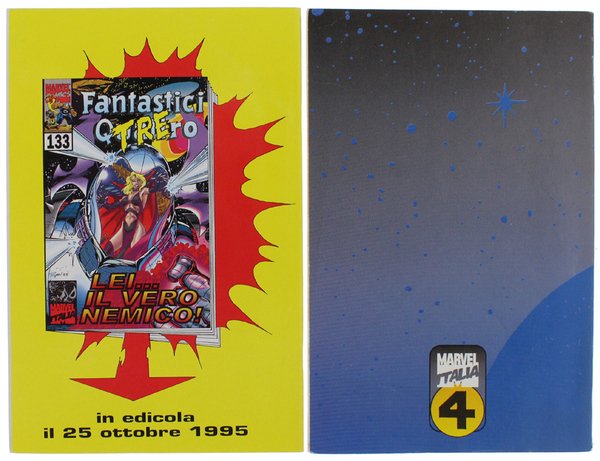 MARVEL
COMICS
Fantastici
QTREro
133
LEI...
IL VERO
NEMICO!
MARVEL
ITALIA
in edicola
il 25 ottobre 1995
MARVEL
ITALIA
4